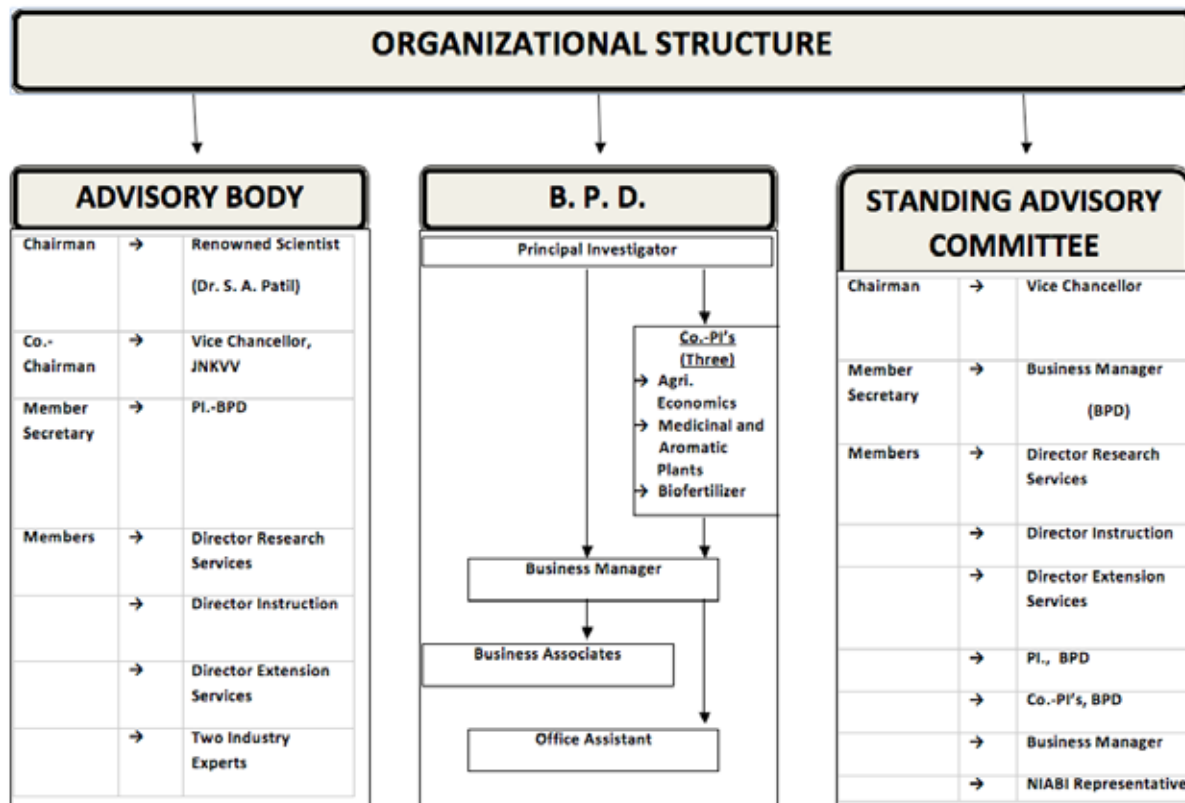 ORGANIZATIONAL STRUCTURE
ADVISORY BODY
Chairman → Renowned Scientist
(Dr. S. A. Patil)
Co.- → Vice Chancellor,
Chairman JNKVV
Member → PI.-BPD
Secretary
Members → Director Research
Services
→ Director Instruction
→ Director Extension
Services
→ Two Industry
Experts
B. P. D.
Principal Investigator
Co.-PI's
(Three)
→ Agri.
Economics
→ Medicinal and
Aromatic
Plants
→ Biofertilizer
Business Manager
Business Associates
Office Assistant
STANDING ADVISORY
COMMITTEE
Chairman → Vice Chancellor
Member → Business Manager
Secretary (BPD)
Members → Director Research
Services
→ Director Instruction
→ Director Extension
Services
→ PI., BPD
→ Co.-PI's, BPD
→ Business Manager
→ NIABI Representative